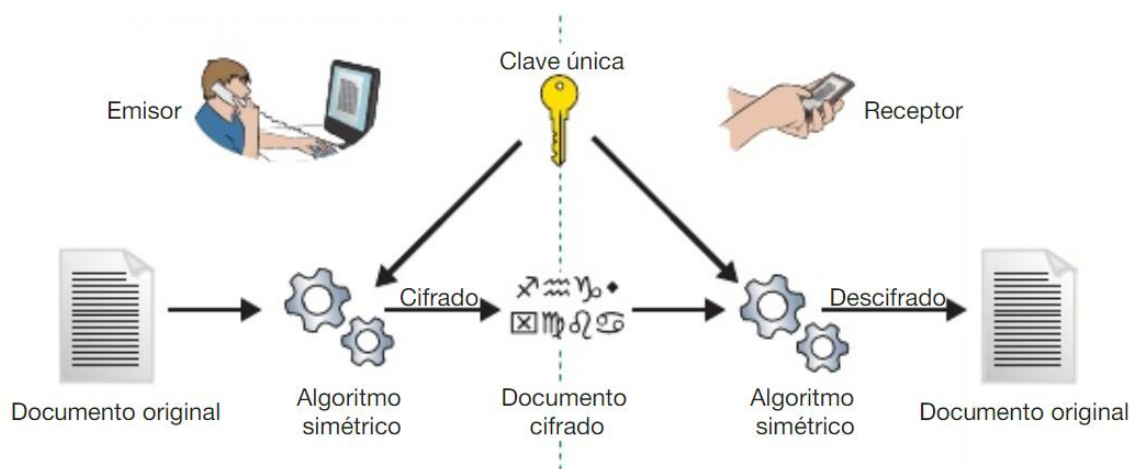 Clave única
Emisor
Receptor
Cifrado
Descifrado
Documento original
Algoritmo
simétrico
Documento
cifrado
Algoritmo
simétrico
Documento original